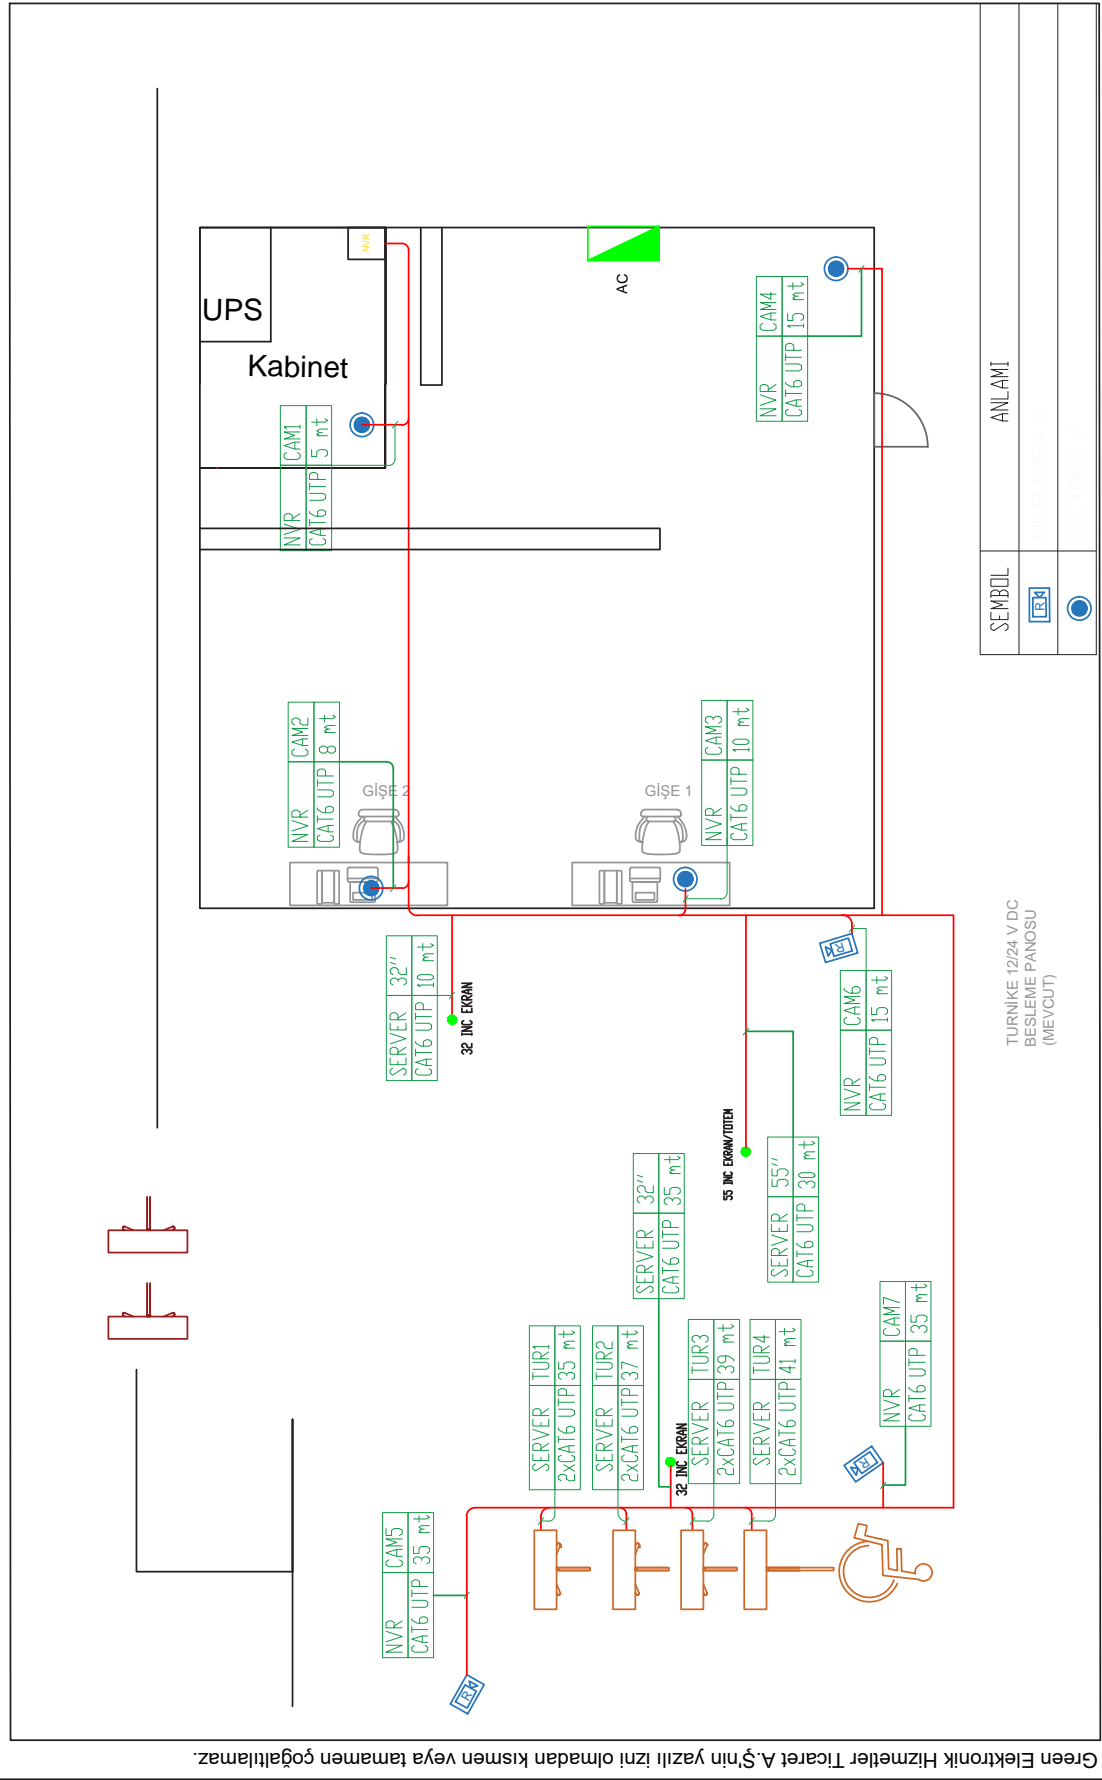 UPS
Kabinet
NVR
AC
NVR CAM1
CAT6 UTP 5 mt
NVR CAM4
CAT6 UTP 15 mt
NVR CAM2
CAT6 UTP 8 mt
GİŞE 2
NVR CAM3
CAT6 UTP 10 mt
GİŞE 1
SEMBOL ANLAMI
R
SERVER 32''
CAT6 UTP 10 mt
32 INC EKRAN
R
NVR CAM6
CAT6 UTP 15 mt
TURNİKE 12/24 V DC
BESLEME PANOSU
(MEVCUT)
55 INC EKRAN/TOTEM
SERVER 55''
CAT6 UTP 30 mt
SERVER 32''
CAT6 UTP 35 mt
32 INC EKRAN
SERVER TUR1
2xCAT6 UTP 35 mt
SERVER TUR2
2xCAT6 UTP 37 mt
SERVER TUR3
2xCAT6 UTP 39 mt
SERVER TUR4
2xCAT6 UTP 41 mt
NVR CAM7
CAT6 UTP 35 mt
R
NVR CAM5
CAT6 UTP 35 mt
R
Green Elektronik Hizmetler Ticaret A.Ş'nin yazılı izni olmadan kısmen veya tamamen çoğaltılamaz.